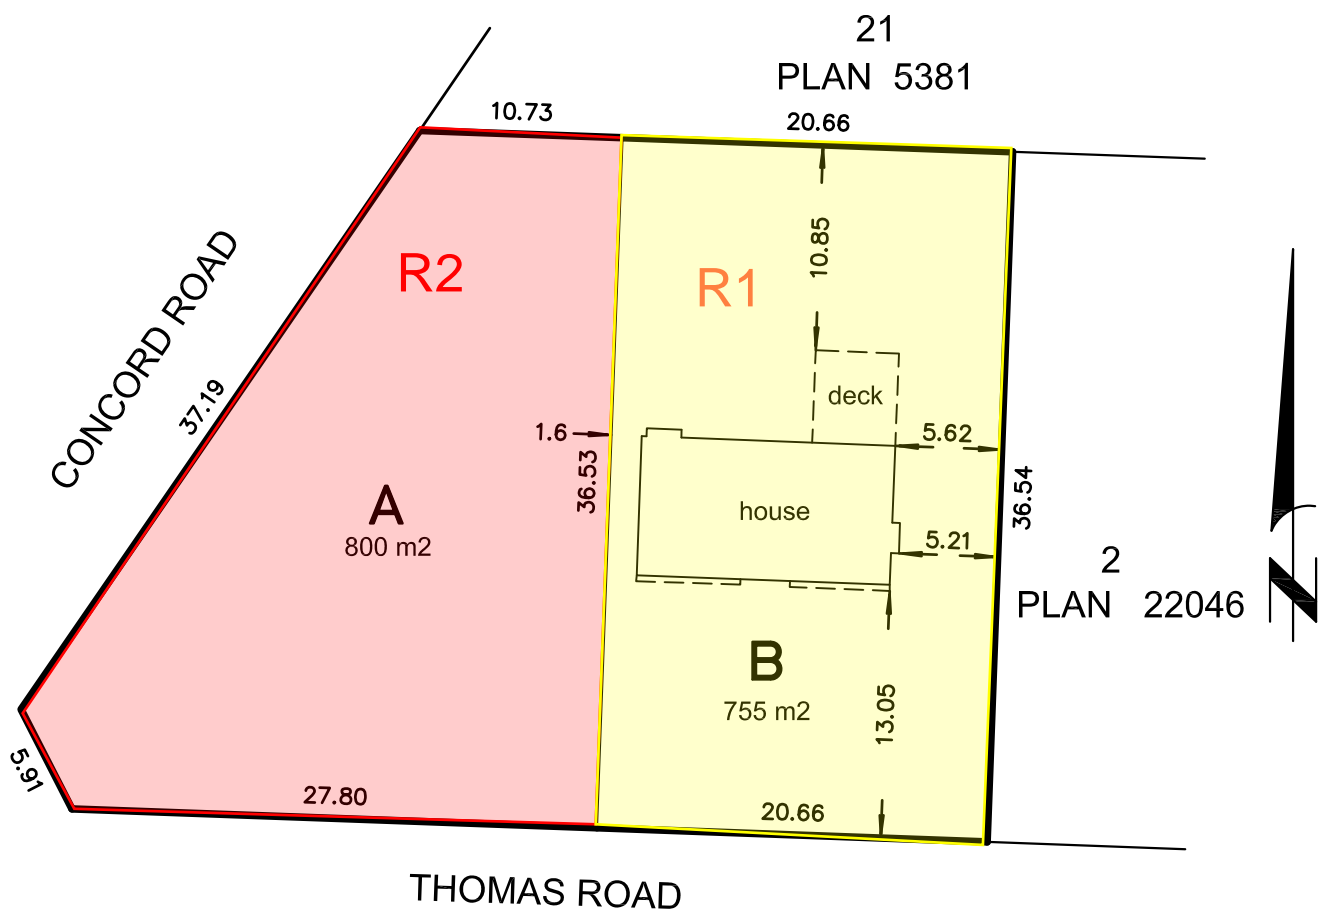 21
PLAN 5381
10.73
20.66
10.85
R2
R1
CONCORD ROAD
37.19
deck
1.6
5.62
36.53
36.54
A
800 m2
house
5.21
2
PLAN 22046
B
755 m2
13.05
5.91
27.80
20.66
THOMAS ROAD
N